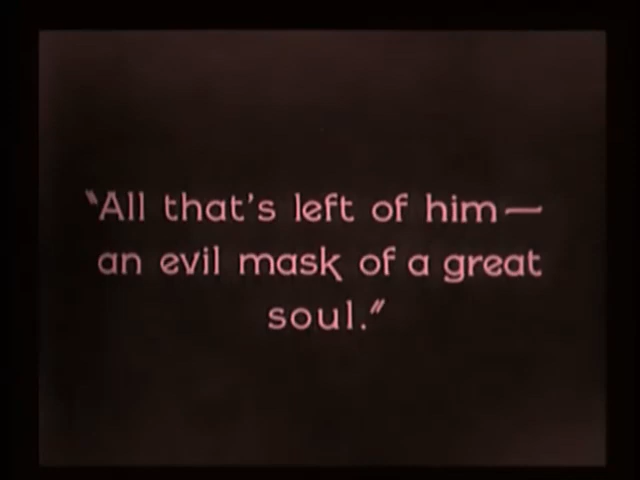 "All that's left of him—
an evil mask of a great
soul."